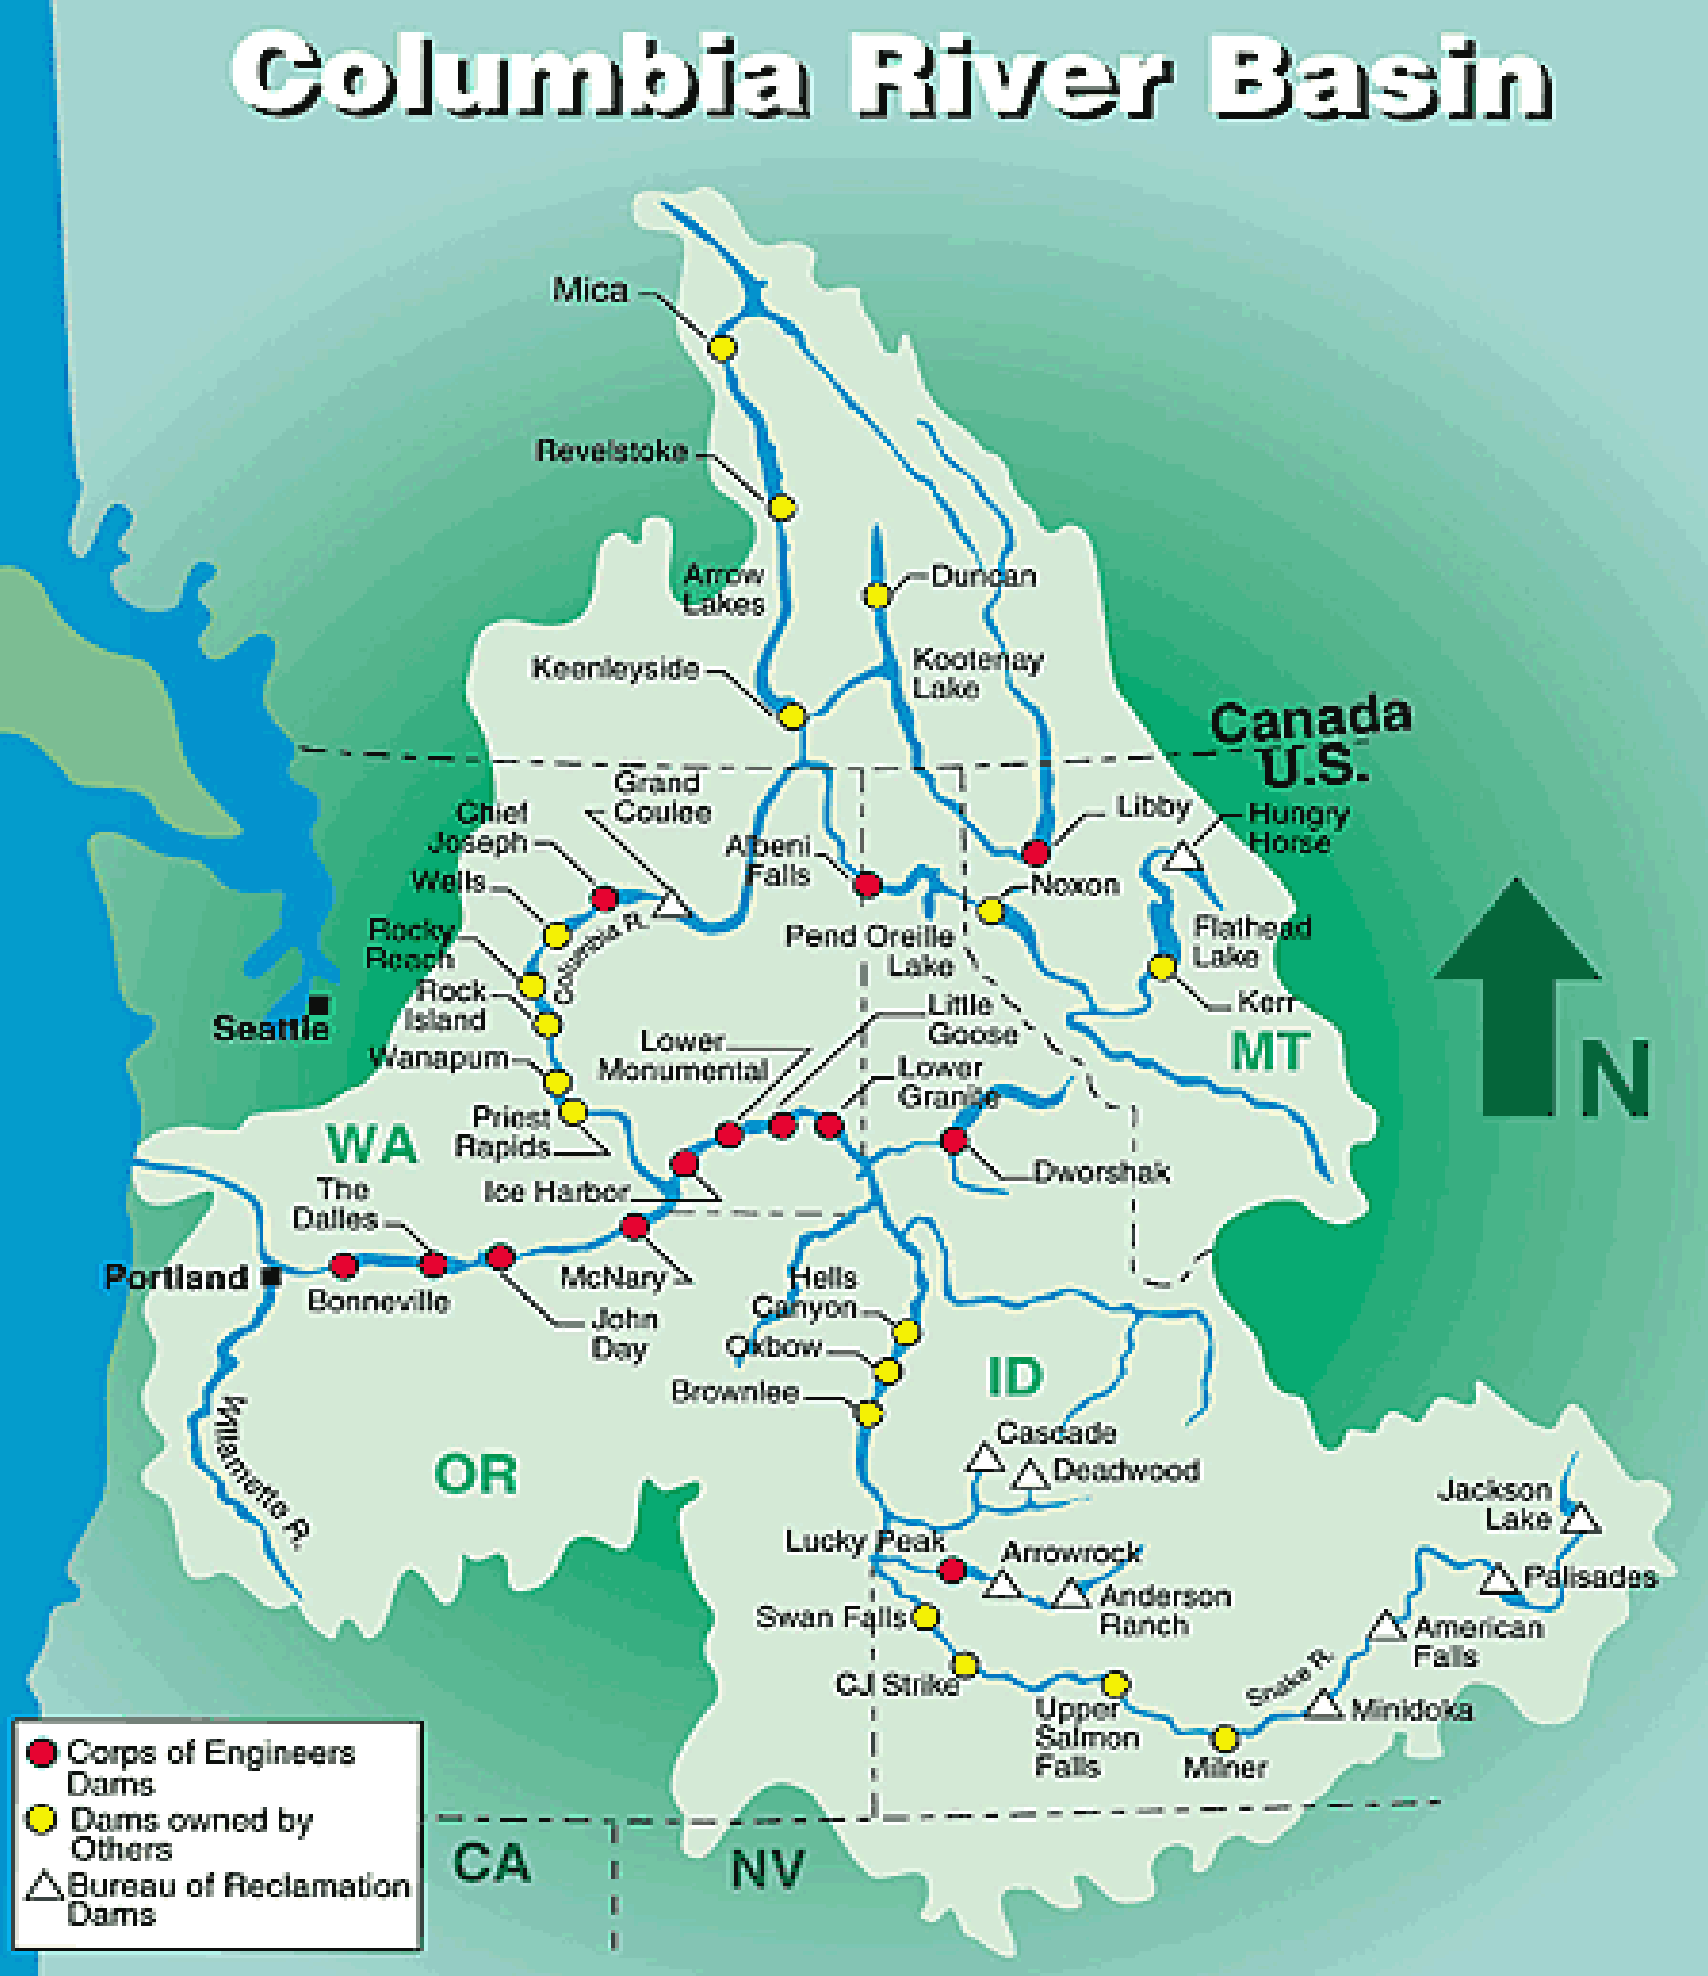 Columbia River Basin
Mica
Revelstoke
Arrow
Lakes
Duncan
Keenleyside
Kootenay
Lake
Canada
U.S.
Grand
Coulee
Chief
Joseph
Libby
Hungry
Horse
Albeni
Falls
Wells
Noxon
Columbia R.
Rocky
Reach
Pend Oreille
Lake
Flathead
Lake
Rock
Island
Kerr
Seattle
Little
Goose
Lower
Monumental
Wanapum
Lower
Granite
MT
N
Priest
Rapids
WA
Ice Harbor
Dworshak
The
Dalles
Portland
Bonneville
McNary
John
Day
Hells
Canyon
Oxbow
Brownlee
ID
Willamette R.
OR
Cascade
Deadwood
Jackson
Lake
Lucky Peak
Arrowrock
Anderson
Ranch
Palisades
Swan Falls
American
Falls
CJ Strike
Snake R.
Upper
Salmon
Falls
Minidoka
Milner
Corps of Engineers
Dams
Dams owned by
Others
Bureau of Reclamation
Dams
CA
NV